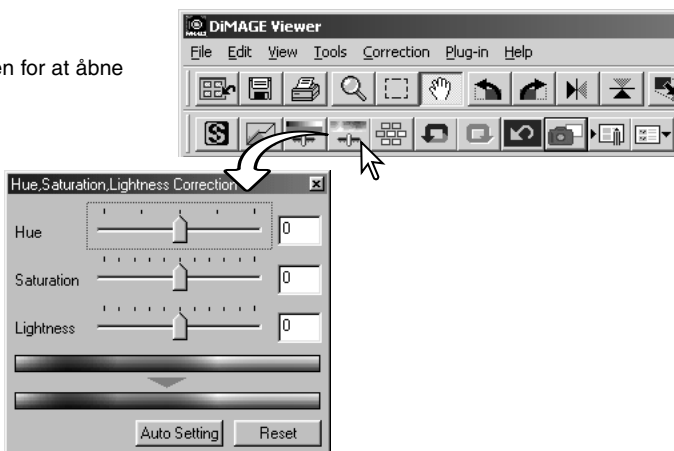 DiMAGE Viewer
File Edit View Tools Correction Plug-in Help
en for at åbne
Hue,Saturation,Lightness Correction
Hue 0
Saturation 0
Lightness 0
Auto Setting Reset